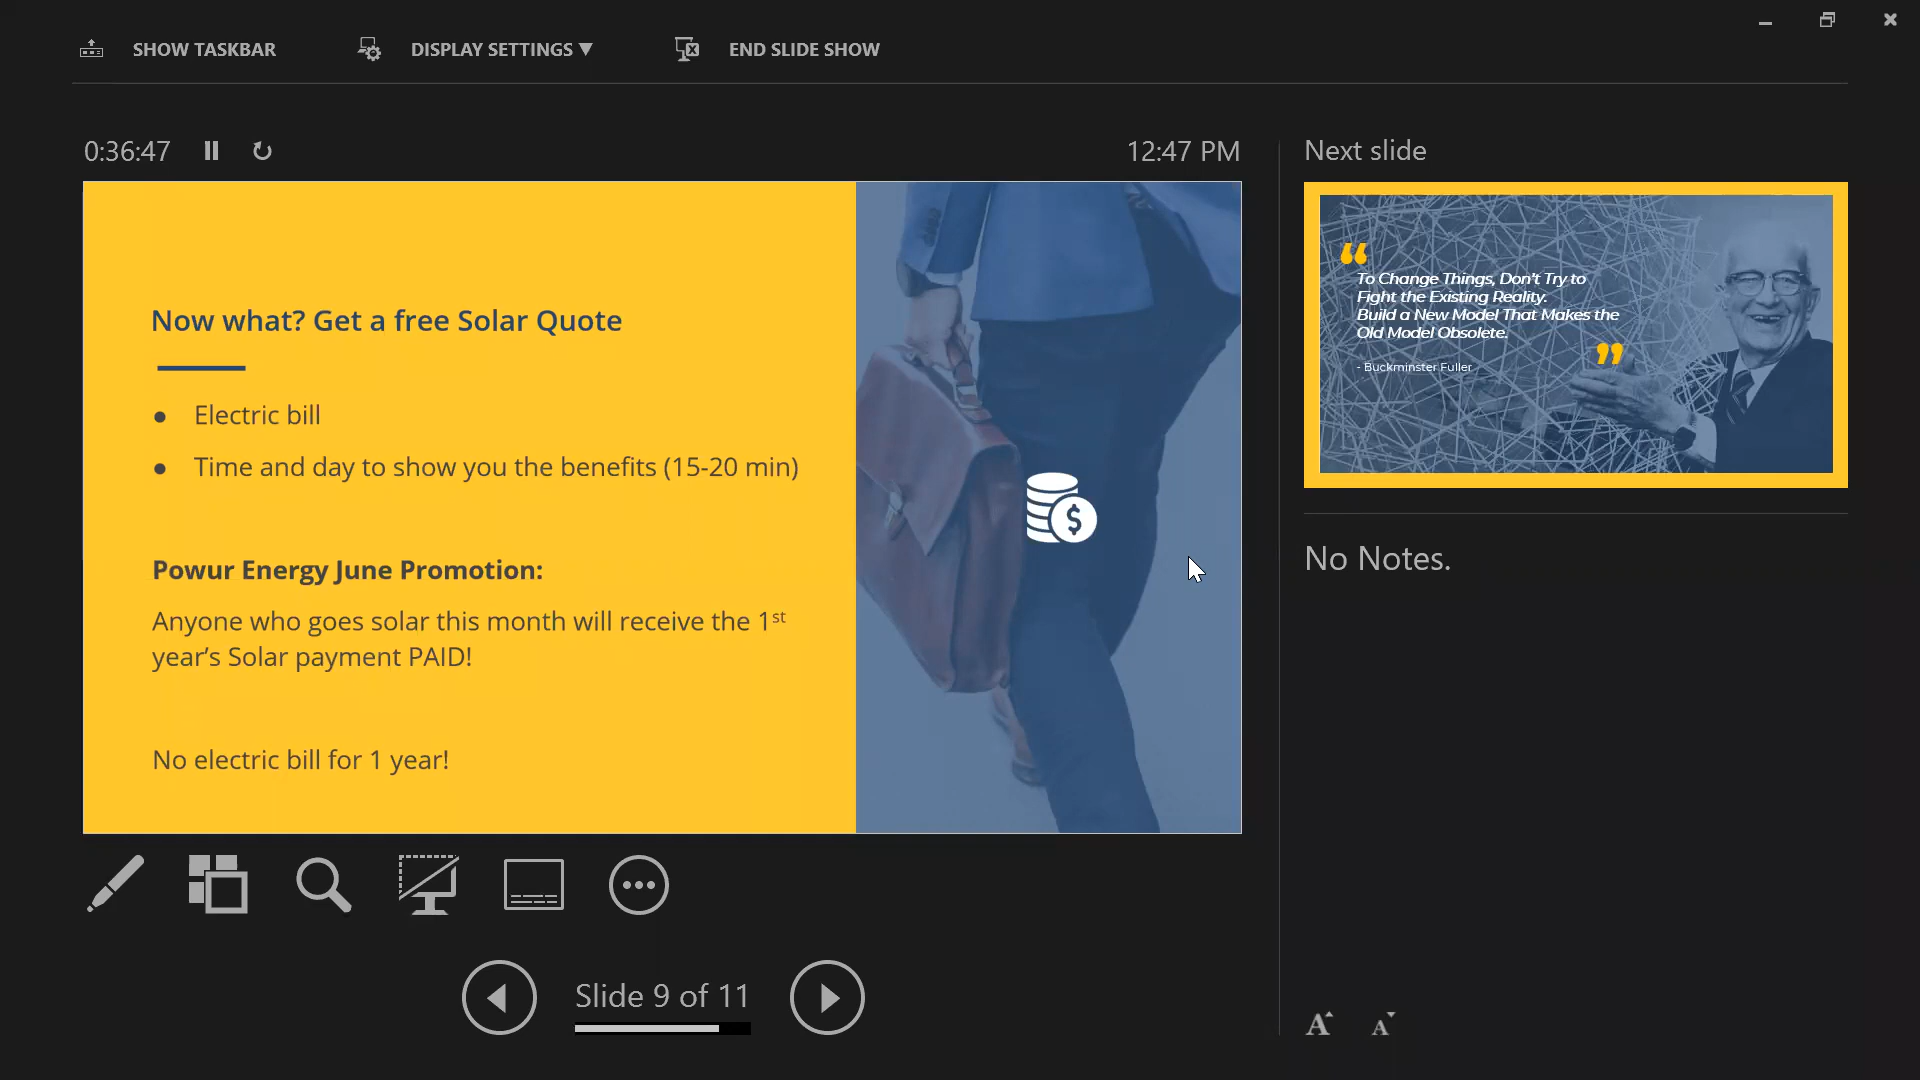 SHOW TASKBAR
DISPLAY SETTINGS ▼
END SLIDE SHOW
0:36:47
12:47 PM
Next slide
Now what? Get a free Solar Quote
● Electric bill
● Time and day to show you the benefits (15-20 min)
Powur Energy June Promotion:
Anyone who goes solar this month will receive the 1st
year's Solar payment PAID!
No electric bill for 1 year!
$
“
To Change Things, Don't Try to
Fight the Existing Reality.
Build a New Model That Makes the
Old Model Obsolete.
”
- Buckminster Fuller
No Notes.
Slide 9 of 11
A
A